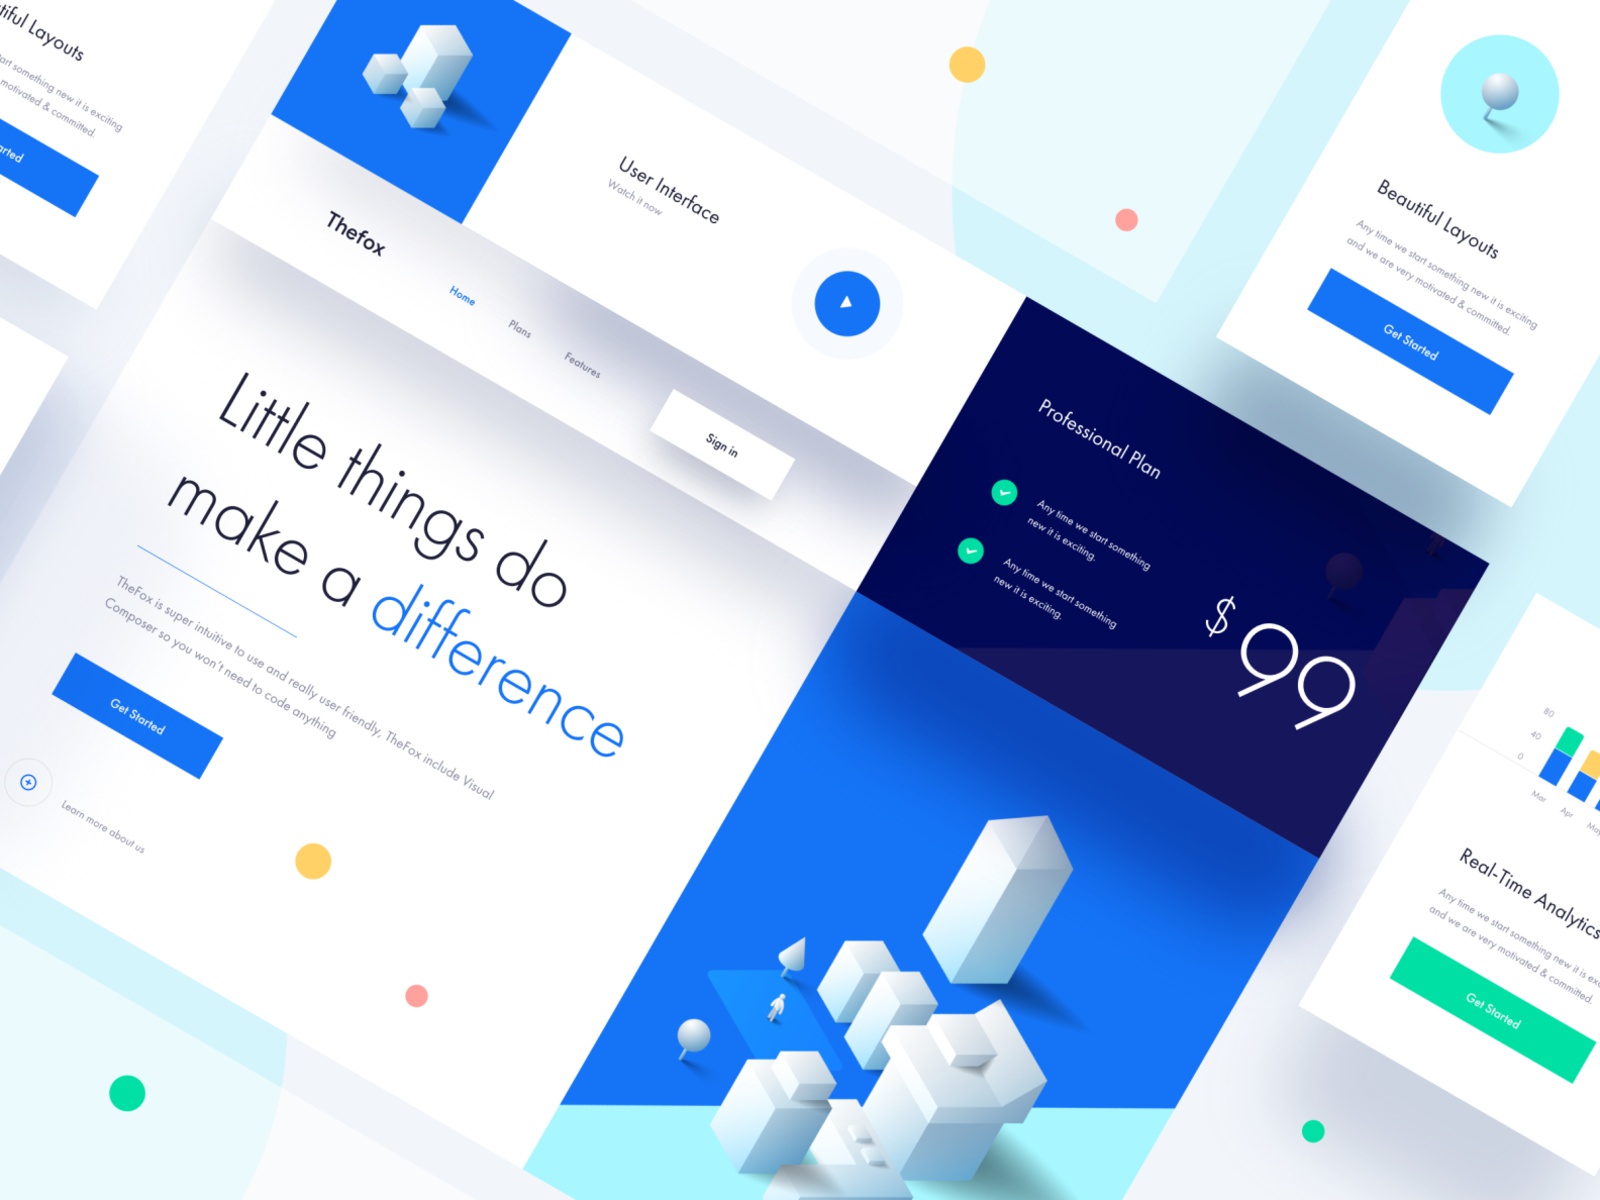 Layouts
start something new it is exciting
motivated & committed.
User Interface
Watch it now
Thefox
Home
Plans
Features
Sign in
Little things do
make a difference
TheFox is super intuitive to use and really user friendly, TheFox include Visual
Composer so you won't need to code anything
Get Started
Learn more about us
Professional Plan
Any time we start something
new it is exciting.
Any time we start something
new it is exciting.
$99
Beautiful Layouts
Any time we start something new it is exciting
and we are very motivated & committed.
Get Started
80
40
0
Mar
Apr
May
Real-Time Analytics
Any time we start something new it is
and we are very motivated & committed.
Get Started